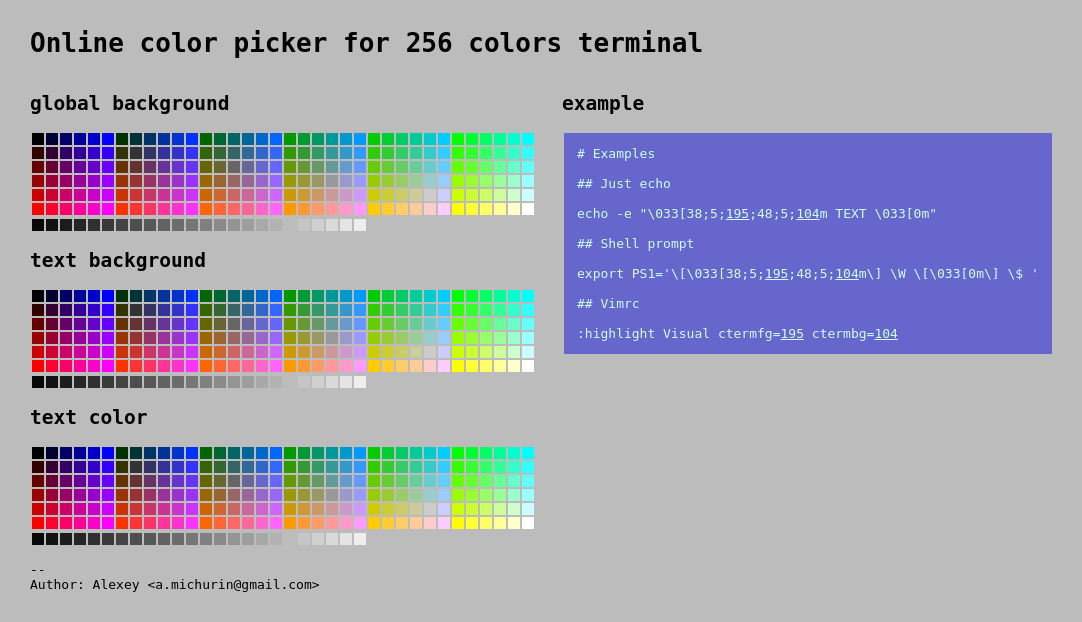 Online color picker for 256 colors terminal
global background
text background
text color
--
Author: Alexey <a.michurin@gmail.com>
example
# Examples
## Just echo
echo -e "\033[38;5;195;48;5;104m TEXT \033[0m"
## Shell prompt
export PS1='\[\033[38;5;195;48;5;104m\] \W \[\033[0m\] \$ '
## Vimrc
:highlight Visual ctermfg=195 ctermbg=104